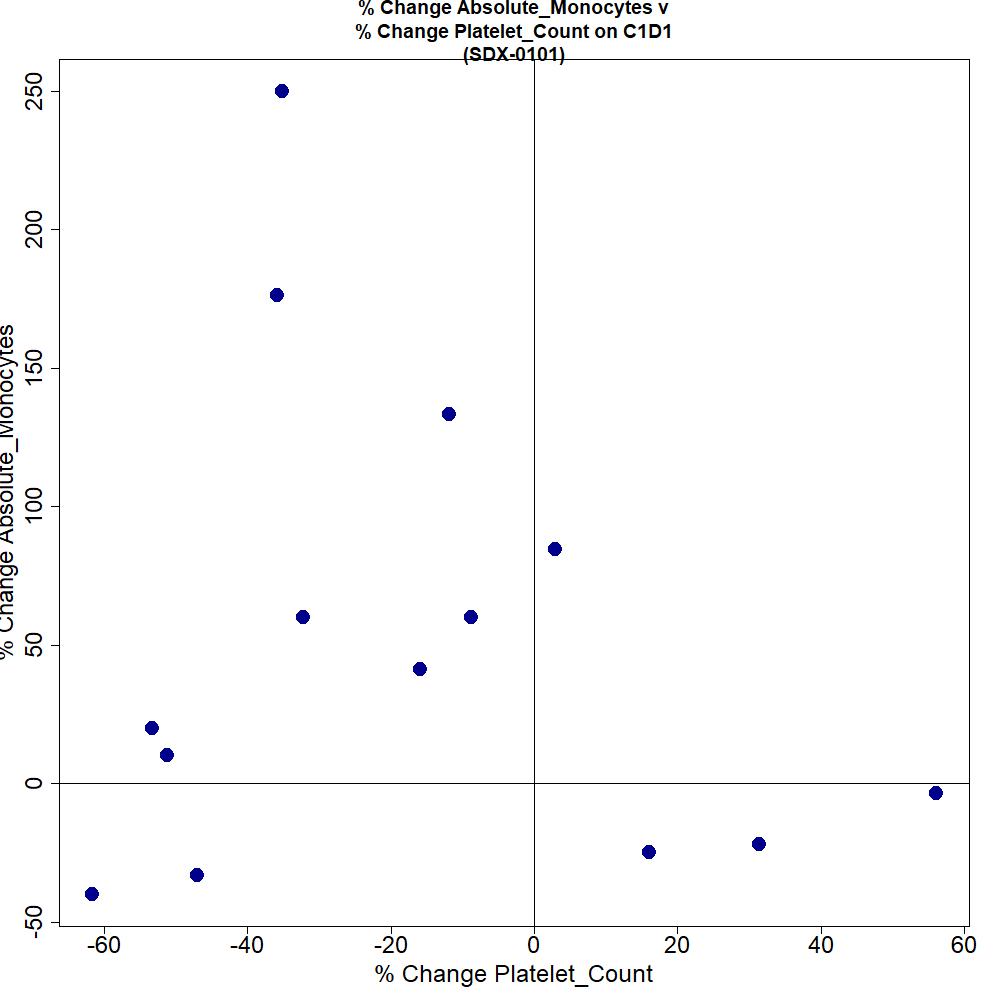 % Change Absolute_Monocytes v
% Change Platelet_Count on C1D1
(SDX-0101)
% Change Absolute_Monocytes
250
200
150
100
50
0
-50
-60 -40 -20 0 20 40 60
% Change Platelet_Count